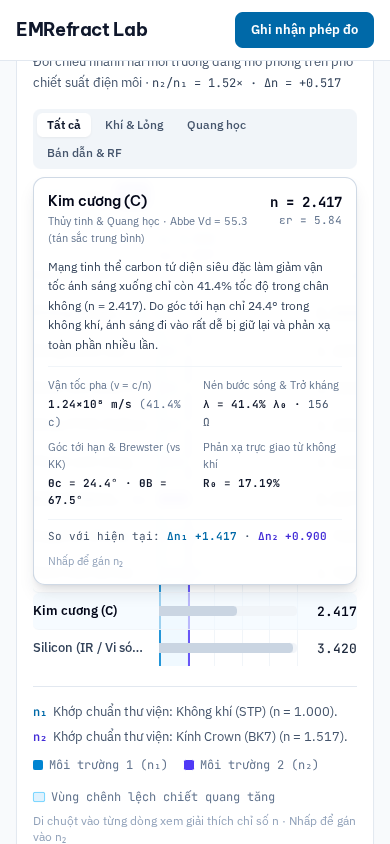 EMRefract Lab
Ghi nhận phép đo
Đối chiếu nhanh môi trường đang mô phỏng trên phổ
chiết suất điện môi · n₂/n₁ = 1.52× · Δn = +0.517
Tất cả
Khí & Lỏng
Quang học
Bán dẫn & RF
Kim cương (C)
n = 2.417
Thủy tinh & Quang học · Abbe Vd = 55.3
εr = 5.84
(tán sắc trung bình)
Mạng tinh thể carbon tứ diện siêu đặc làm giảm vận
tốc ánh sáng xuống chỉ còn 41.4% tốc độ trong chân
không (n = 2.417). Do góc tới hạn chỉ 24.4° trong
không khí, ánh sáng đi vào rất dễ bị giữ lại và phản xạ
toàn phần nhiều lần.
Vận tốc pha (v = c/n)
1.24×10⁸ m/s (41.4%
c)
Nén bước sóng & Trở kháng
λ = 41.4% λ₀ · 156
Ω
Góc tới hạn & Brewster (vs
KK)
θc = 24.4° · θB =
67.5°
Phản xạ trực giao từ không
khí
R₀ = 17.19%
So với hiện tại: Δn₁ +1.417 · Δn₂ +0.900
Nhấp để gán n₂
Kim cương (C)
2.417
Silicon (IR / Vi só...
3.420
n₁ Khớp chuẩn thư viện: Không khí (STP) (n = 1.000).
n₂ Khớp chuẩn thư viện: Kính Crown (BK7) (n = 1.517).
Môi trường 1 (n₁)
Môi trường 2 (n₂)
Vùng chênh lệch chiết quang tăng
Di chuột vào từng dòng xem giải thích chỉ số n · Nhấp để gán
vào n₂